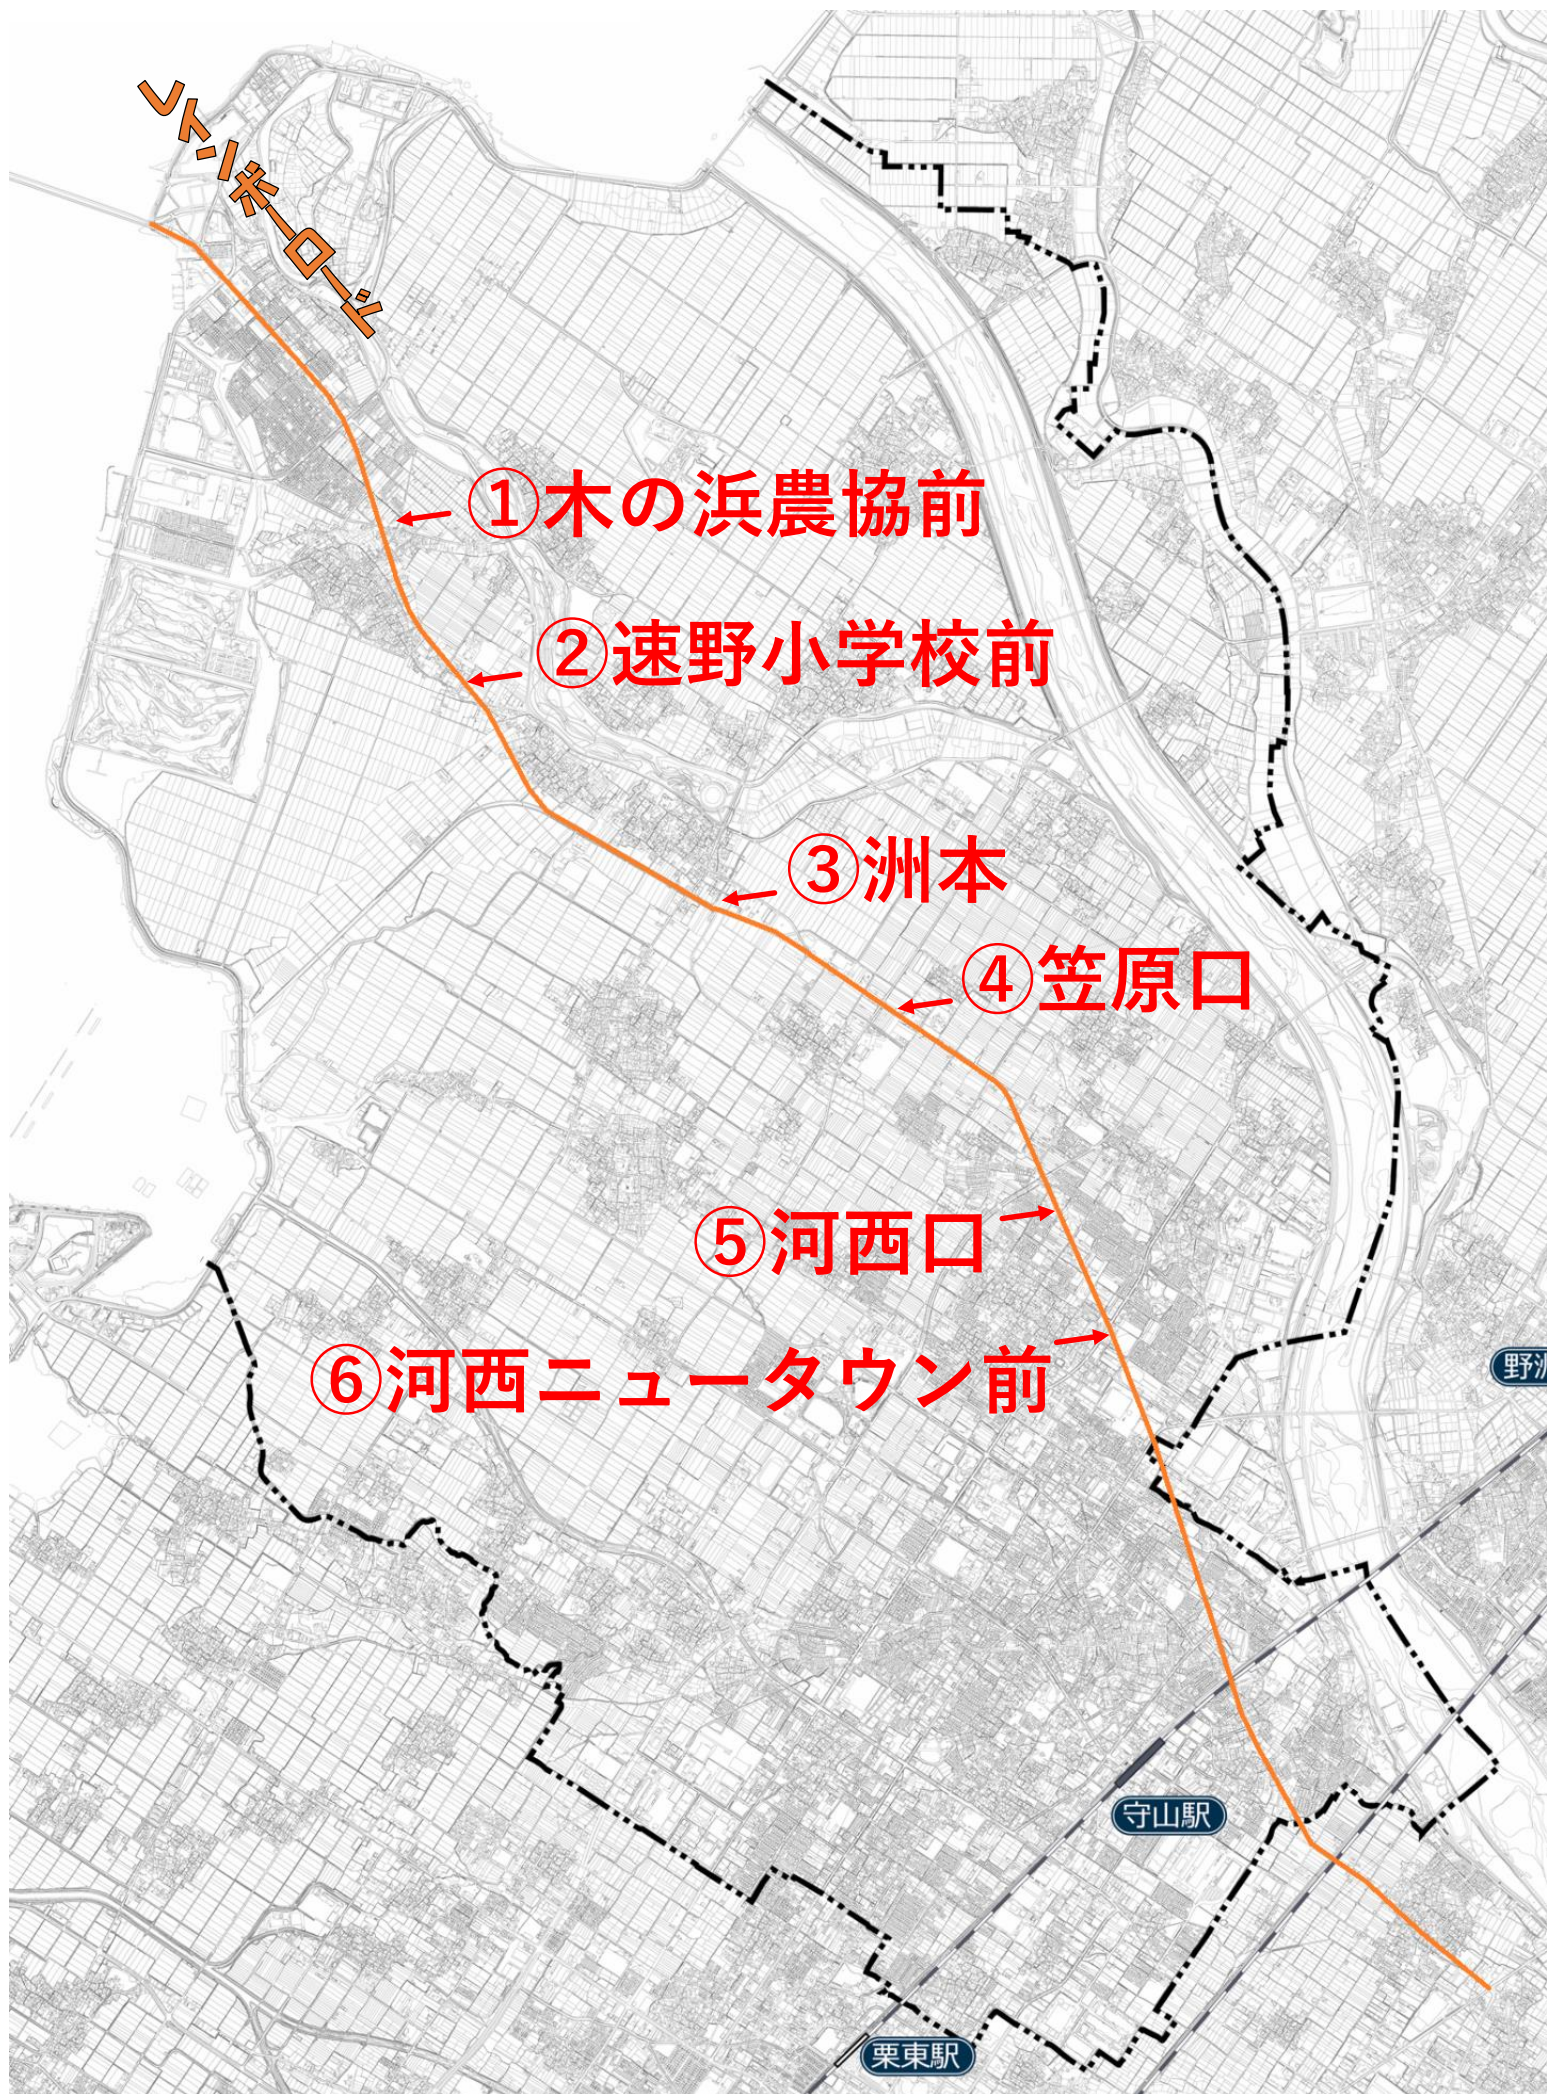 レインボーロード
①木の浜農協前
②速野小学校前
③洲本
④笠原口
⑤河西口
⑥河西ニュータウン前
野洲
守山駅
栗東駅